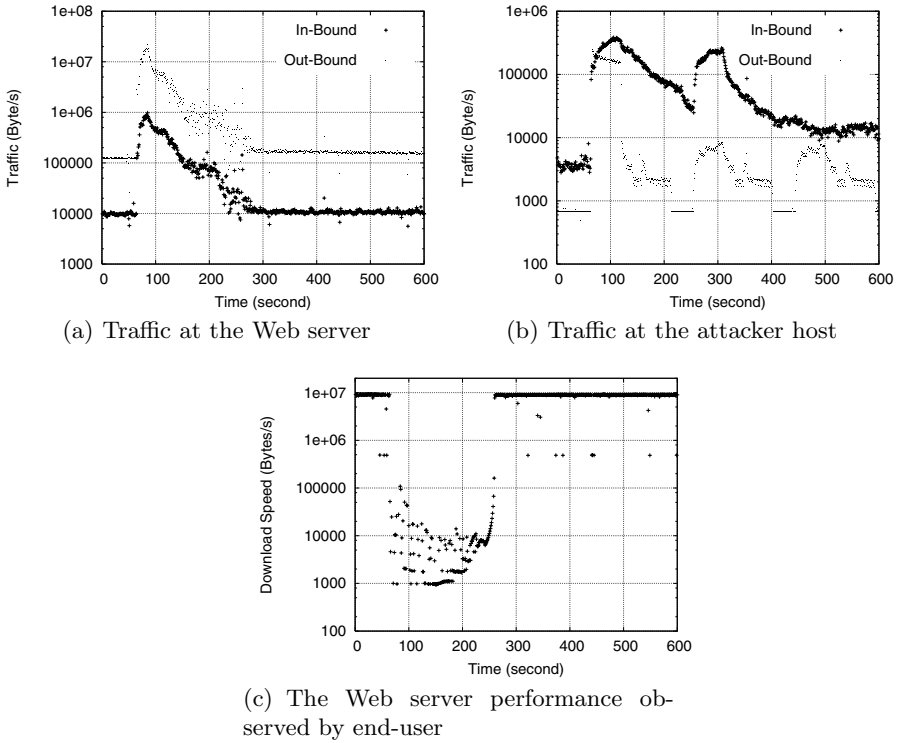 1e+08
1e+07
1e+06
100000
10000
1000
Traffic (Byte/s)
In-Bound
Out-Bound
0 100 200 300 400 500 600
Time (second)
(a) Traffic at the Web server
1e+06
100000
10000
1000
100
Traffic (Byte/s)
In-Bound
Out-Bound
0 100 200 300 400 500 600
Time (second)
(b) Traffic at the attacker host
1e+07
1e+06
100000
10000
1000
100
Download Speed (Bytes/s)
0 100 200 300 400 500 600
Time (second)
(c) The Web server performance ob-
served by end-user